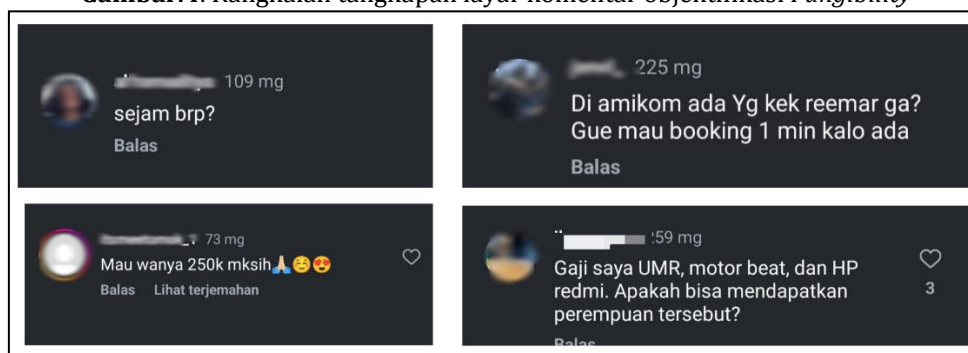 Gambar. Rangkaian tangkapan layar komentar objektifikasi Fungibility
109 mg
sejam brp?
Balas
225 mg
Di amikom ada Yg kek reemar ga?
Gue mau booking 1 min kalo ada
Balas
73 mg
Mau wanya 250k mksih🙏🏻☺️😍
Balas Lihat terjemahan
59 mg
Gaji saya UMR, motor beat, dan HP
redmi. Apakah bisa mendapatkan
perempuan tersebut?
3
Balas